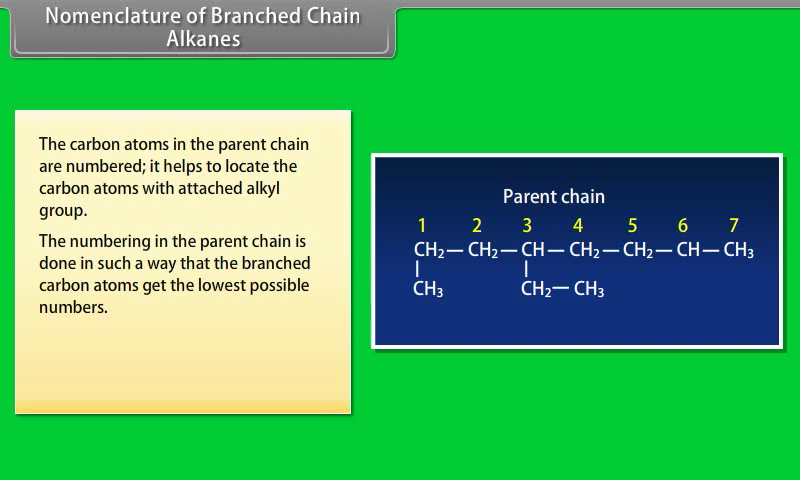 Nomenclature of Branched Chain
Alkanes
The carbon atoms in the parent chain
are numbered; it helps to locate the
carbon atoms with attached alkyl
group.
The numbering in the parent chain is
done in such a way that the branched
carbon atoms get the lowest possible
numbers.
Parent chain
1 2 3 4 5 6 7
CH₂— CH₂— CH — CH₂— CH₂— CH — CH₃
| |
CH₃ CH₂— CH₃